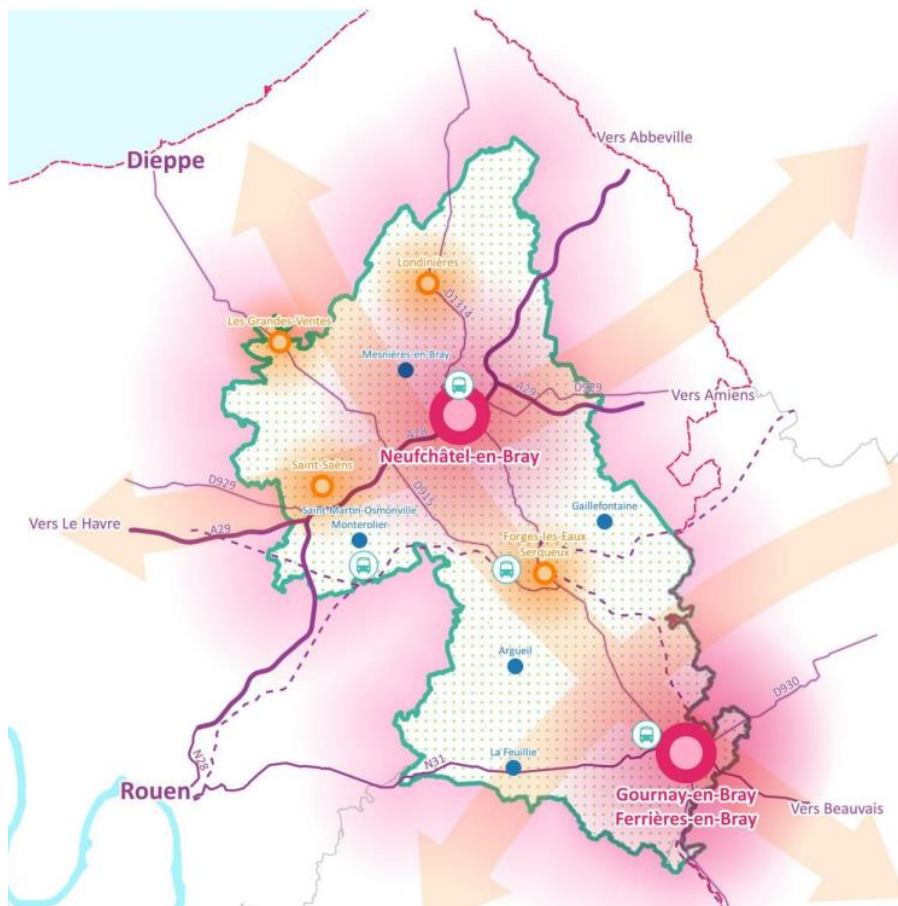 Vers Abbeville
Dieppe
Londinières
D1314
Les Grandes-Ventes
Mesnières-en-Bray
A29
D929
Vers Amiens
A28
Neufchâtel-en-Bray
Saint-Saëns
D929
D915
Saint-Martin-Osmonville
Monterolier
Gaillefontaine
Vers Le Havre
A29
Forges-les-Eaux
Serqueux
Argueil
D930
La Feuillie
N31
N28
Rouen
Gournay-en-Bray
Ferrières-en-Bray
Vers Beauvais